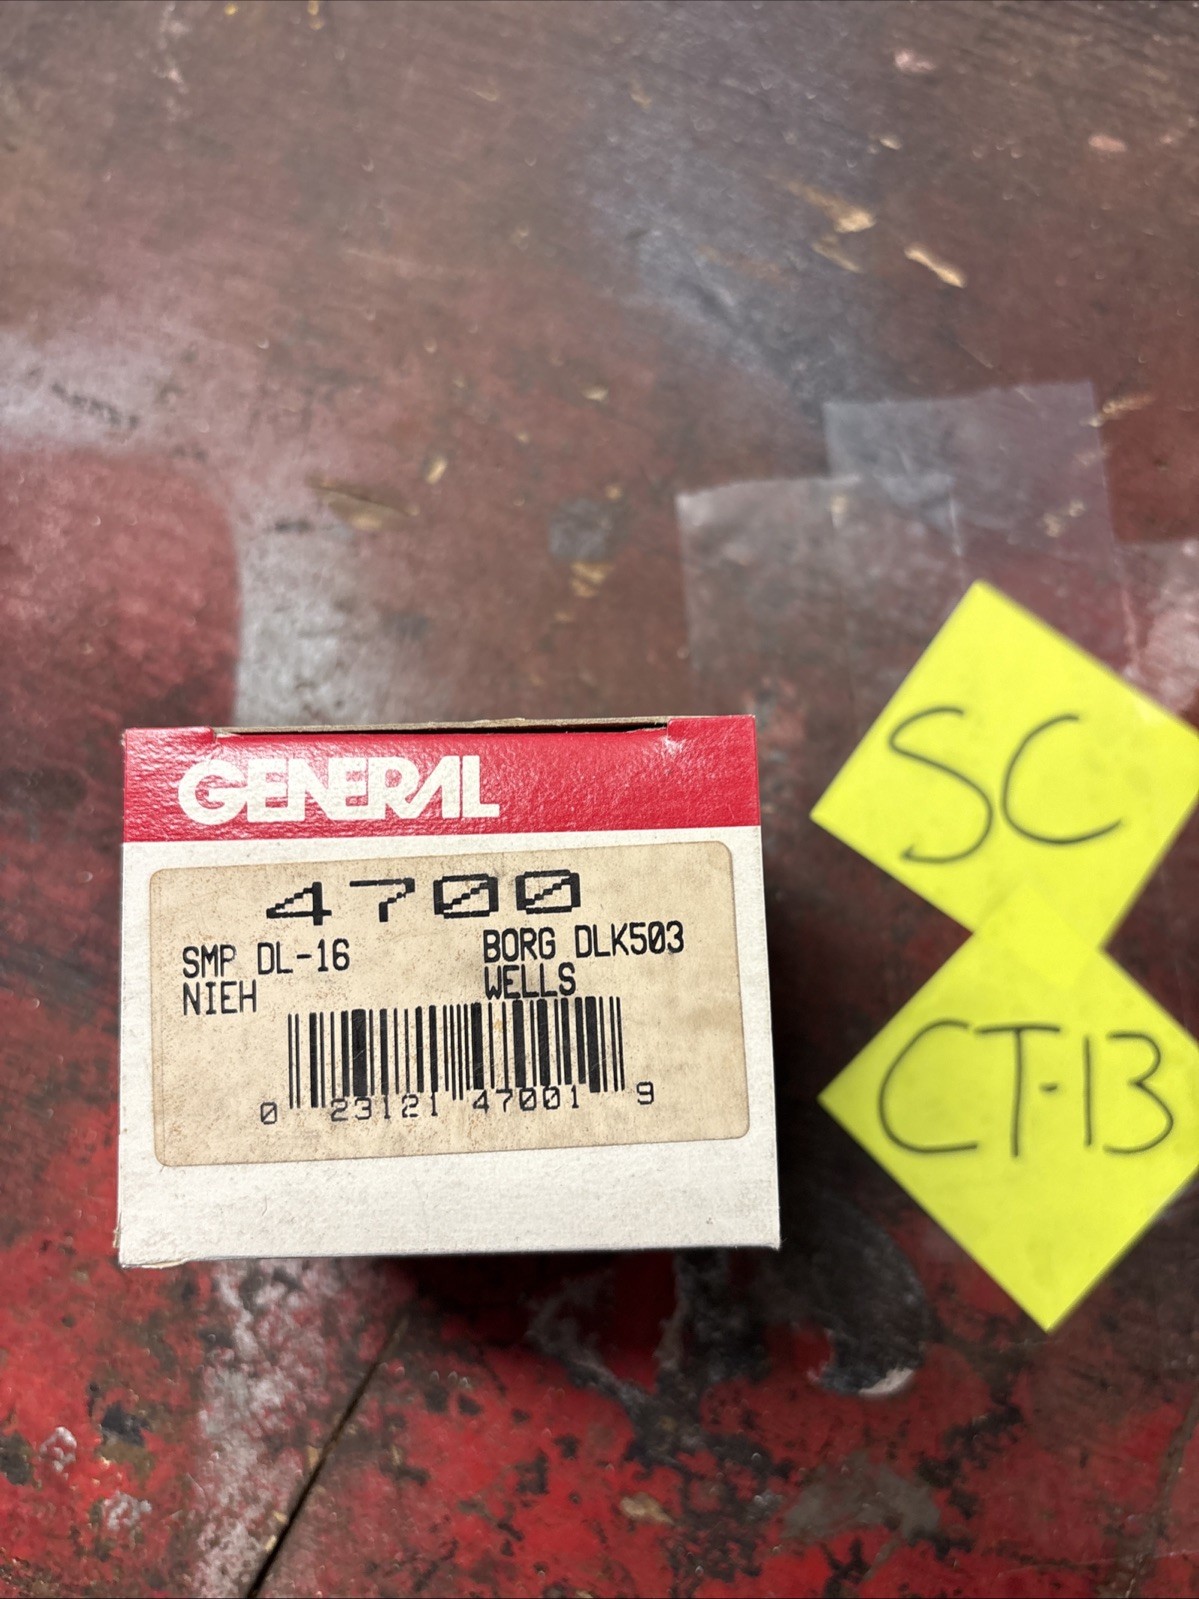 GENERAL
4700
SMP DL-16 BORG DLK503
NIEH WELLS
0 23121 47001 9
SC
CT-13